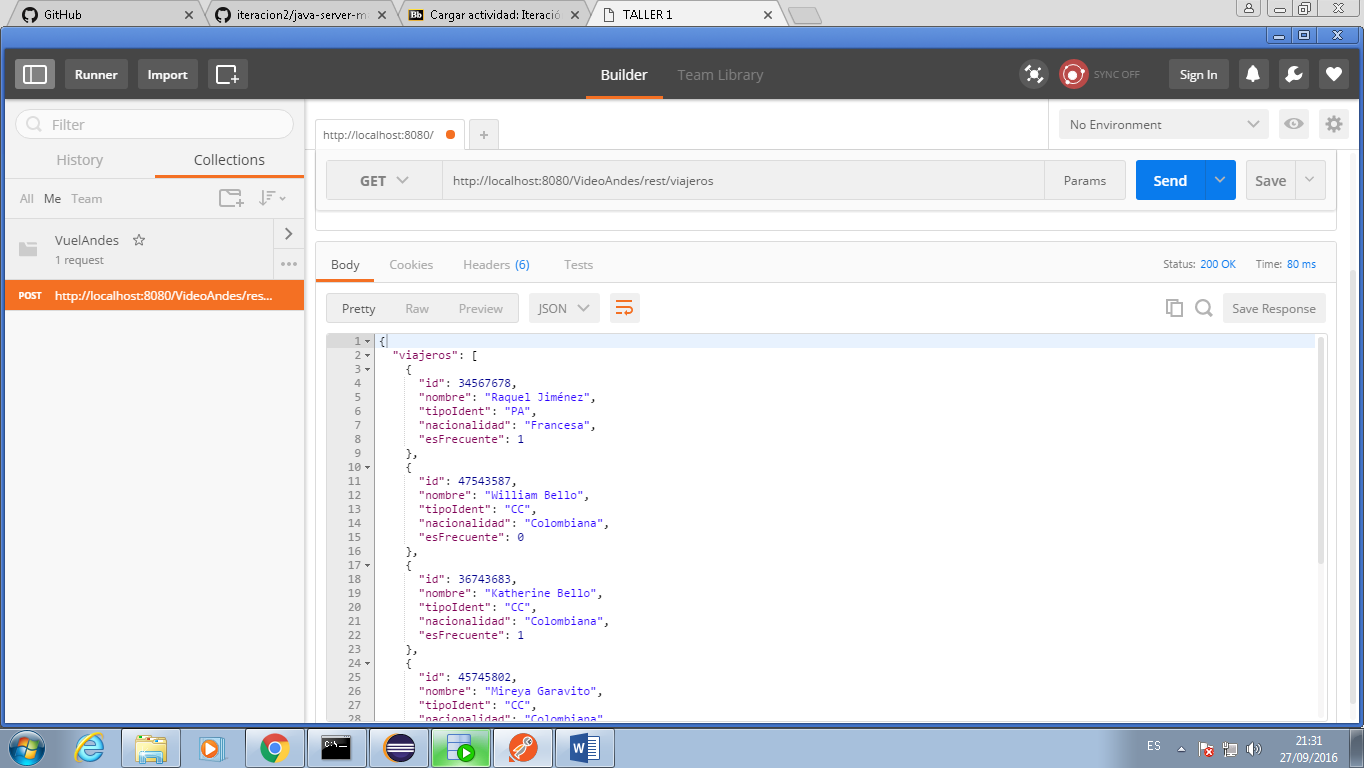 GitHub
iteracion2/java-server-m
Cargar actividad: Iteració
TALLER 1
Runner
Import
Builder
Team Library
SYNC OFF
Sign In
Filter
http://localhost:8080/
No Environment
History
Collections
GET
http://localhost:8080/VideoAndes/rest/viajeros
Params
Send
Save
All Me Team
VuelAndes
1 request
POST http://localhost:8080/VideoAndes/res...
Body
Cookies
Headers (6)
Tests
Status: 200 OK
Time: 80 ms
Pretty
Raw
Preview
JSON
Save Response
1 {
2 "viajeros": [
3 {
4 "id": 34567678,
5 "nombre": "Raquel Jiménez",
6 "tipoIdent": "PA",
7 "nacionalidad": "Francesa",
8 "esFrecuente": 1
9 },
10 {
11 "id": 47543587,
12 "nombre": "William Bello",
13 "tipoIdent": "CC",
14 "nacionalidad": "Colombiana",
15 "esFrecuente": 0
16 },
17 {
18 "id": 36743683,
19 "nombre": "Katherine Bello",
20 "tipoIdent": "CC",
21 "nacionalidad": "Colombiana",
22 "esFrecuente": 1
23 },
24 {
25 "id": 45745802,
26 "nombre": "Mireya Garavito",
27 "tipoIdent": "CC",
28 "nacionalidad": "Colombiana"
ES
21:31
27/09/2016